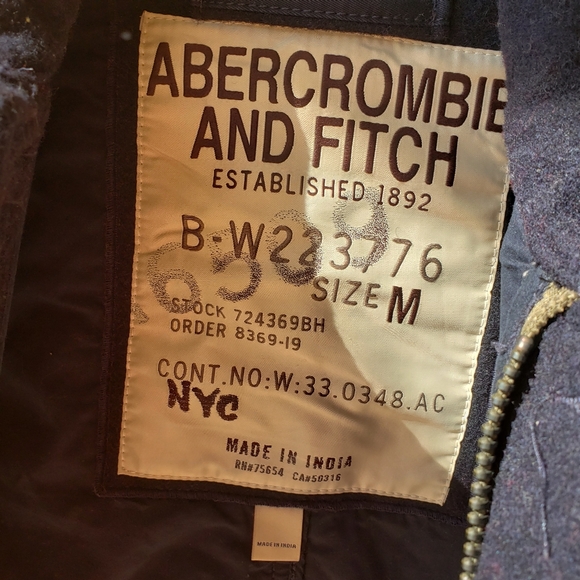 ABERCROMBIE
AND FITCH
ESTABLISHED 1892
B-W223776
SIZE M
STOCK 724369BH
ORDER 8369-19
CONT.NO:W:33.0348.AC
NYC
MADE IN INDIA
RN#75654 CA#50316
MADE IN INDIA